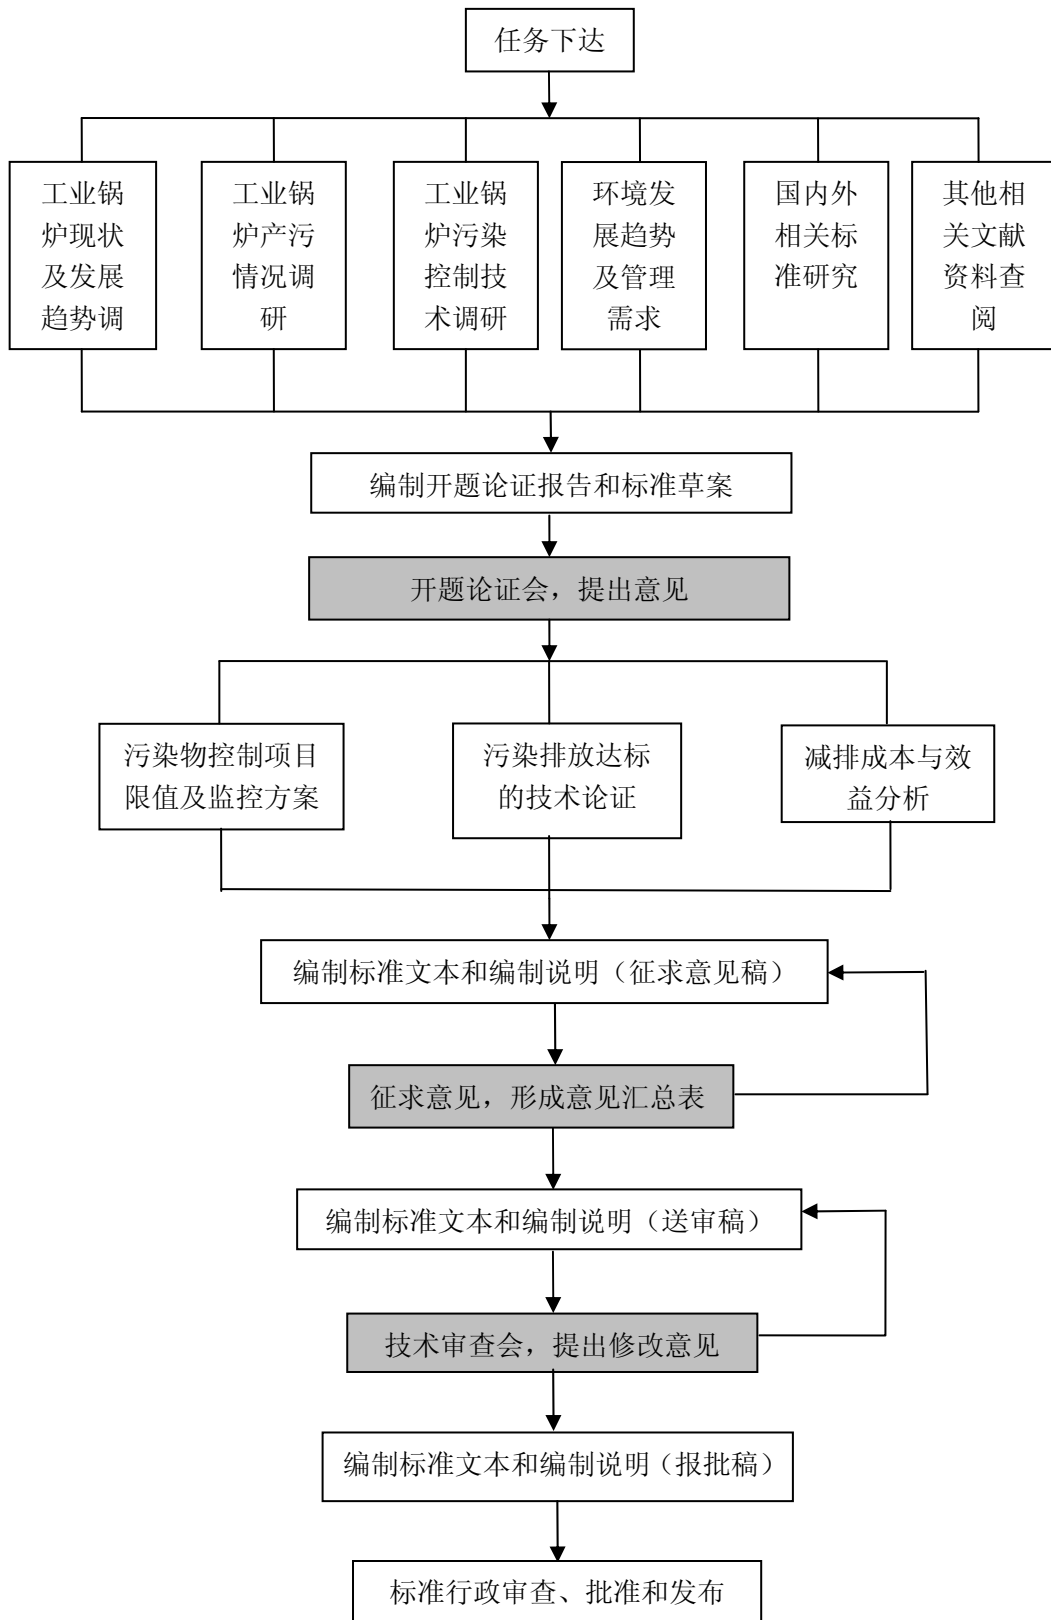 任务下达
工业锅
炉现状
及发展
趋势调
工业锅
炉产污
情况调
研
工业锅
炉污染
控制技
术调研
环境发
展趋势
及管理
需求
国内外
相关标
准研究
其他相
关文献
资料查
阅
编制开题论证报告和标准草案
开题论证会，提出意见
污染物控制项目
限值及监控方案
污染排放达标
的技术论证
减排成本与效
益分析
编制标准文本和编制说明（征求意见稿）
征求意见，形成意见汇总表
编制标准文本和编制说明（送审稿）
技术审查会，提出修改意见
编制标准文本和编制说明（报批稿）
标准行政审查、批准和发布